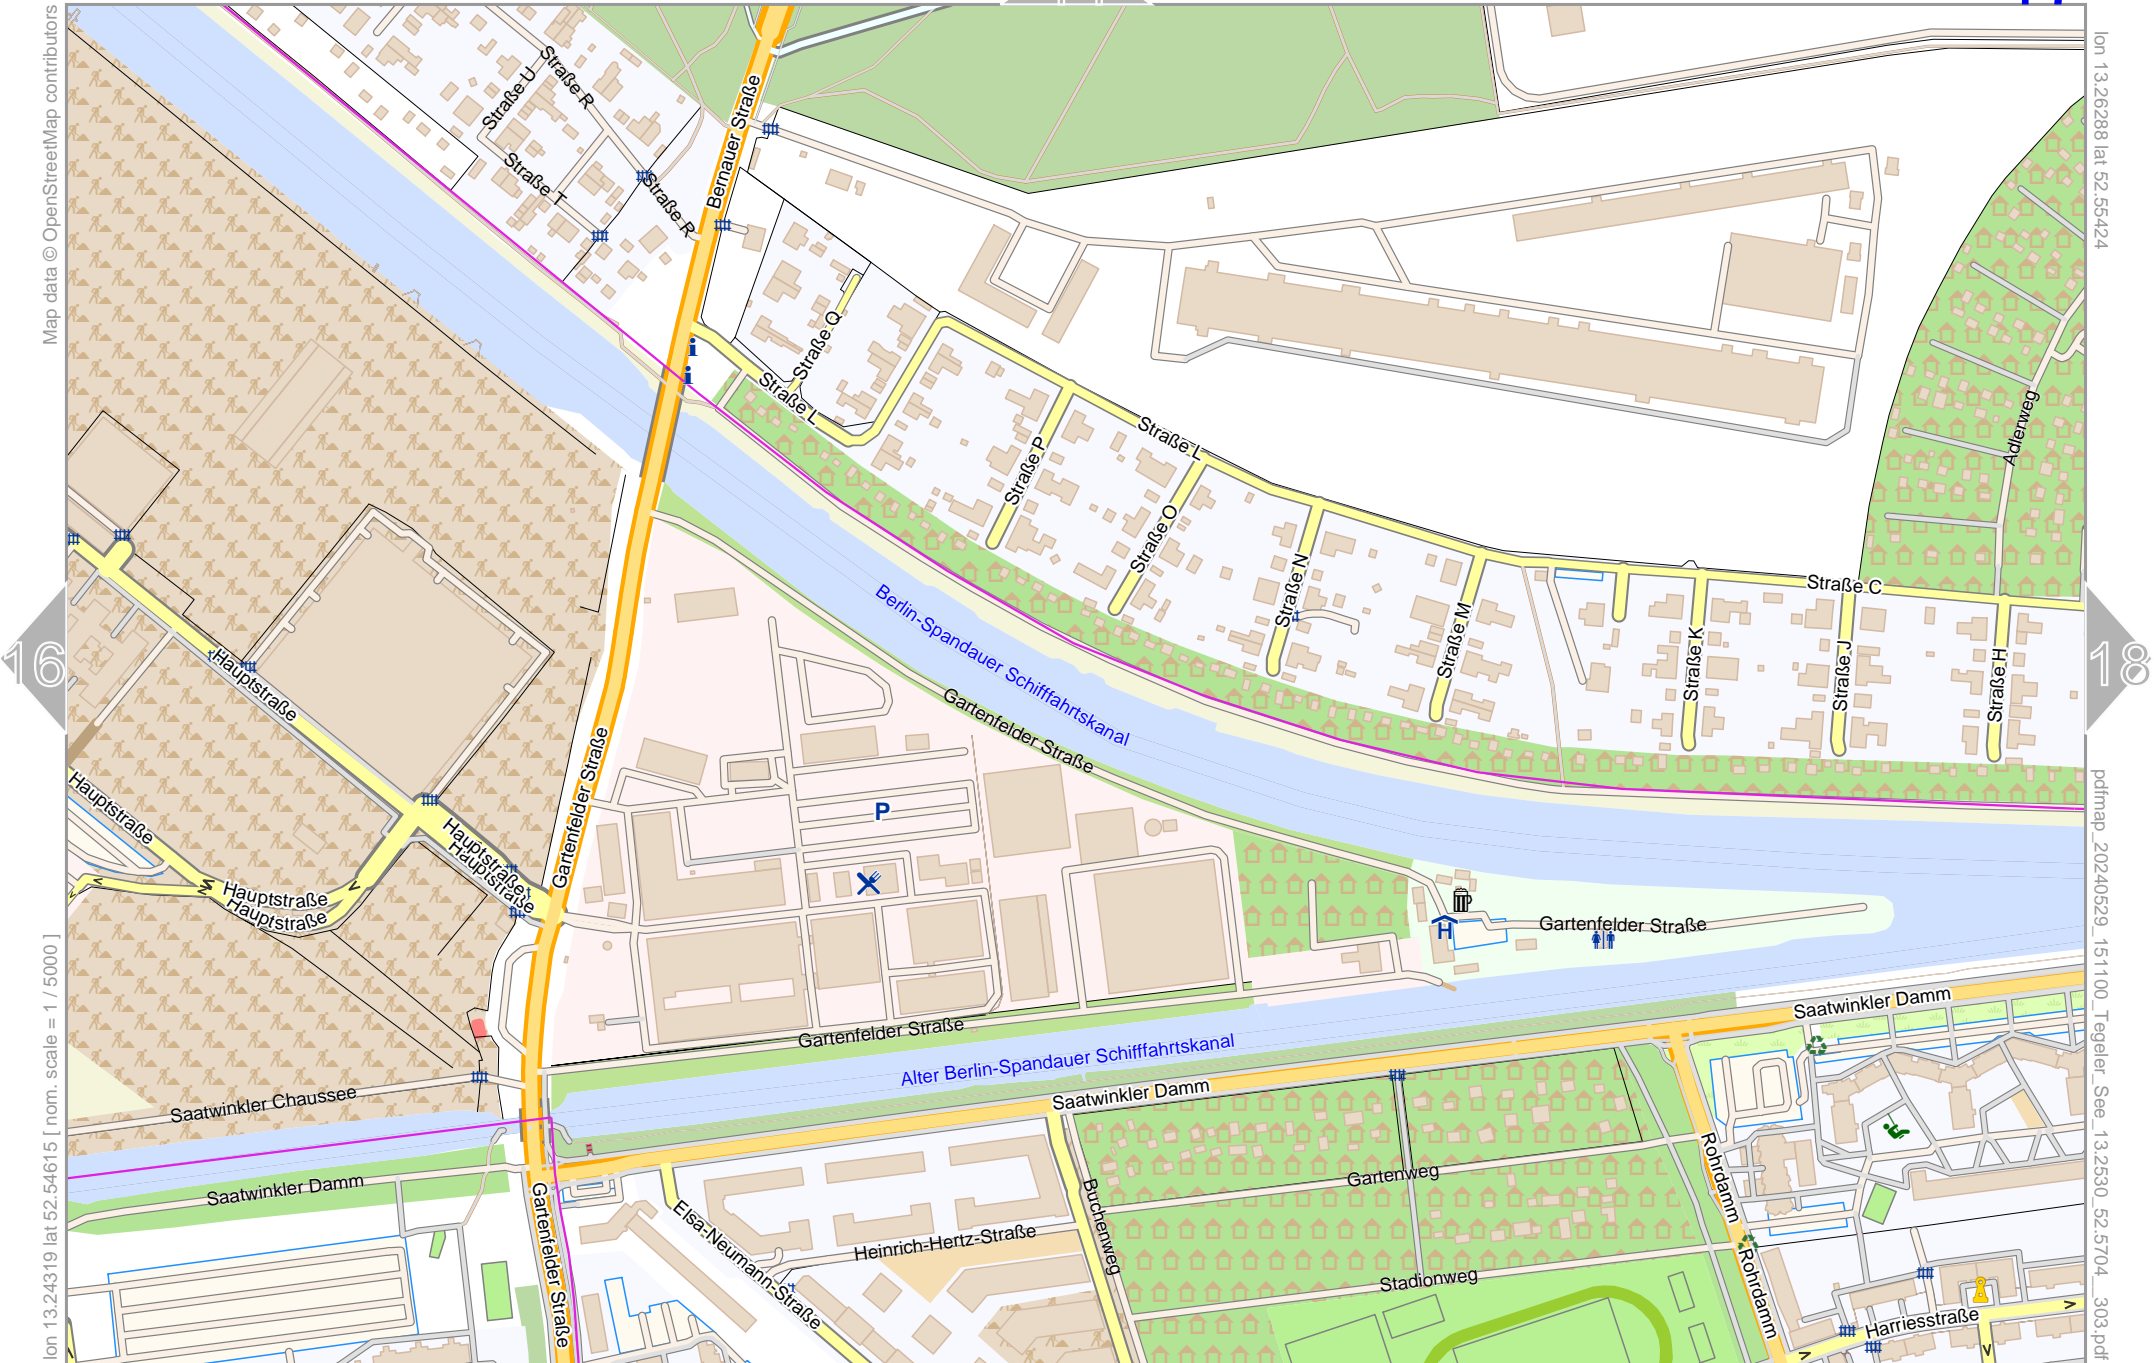 Map data © OpenStreetMap contributors
lon 13.24319 lat 52.54615 [ nom. scale = 1 / 5000 ]
lon 13.26288 lat 52.55424
pdfmap_20240529_151100_Tegeler_See_13.2530_52.5704__303.pdf
16
18
Straße R
Straße U
Straße T
Straße R
Bernauer Straße
Straße Q
Straße L
Straße L
Straße P
Straße O
Straße N
Straße M
Straße C
Straße K
Straße J
Straße H
Adlerweg
i
i
Berlin-Spandauer Schifffahrtskanal
Gartenfelder Straße
Gartenfelder Straße
Hauptstraße
Hauptstraße
Hauptstraße
Hauptstraße
Hauptstraße
Hauptstraße
P
H
Gartenfelder Straße
Gartenfelder Straße
Alter Berlin-Spandauer Schifffahrtskanal
Saatwinkler Damm
Saatwinkler Damm
Saatwinkler Chaussee
Saatwinkler Damm
Gartenfelder Straße
Elsa-Neumann-Straße
Heinrich-Hertz-Straße
Buchenweg
Gartenweg
Stadionweg
Rohrdamm
Rohrdamm
Harriesstraße